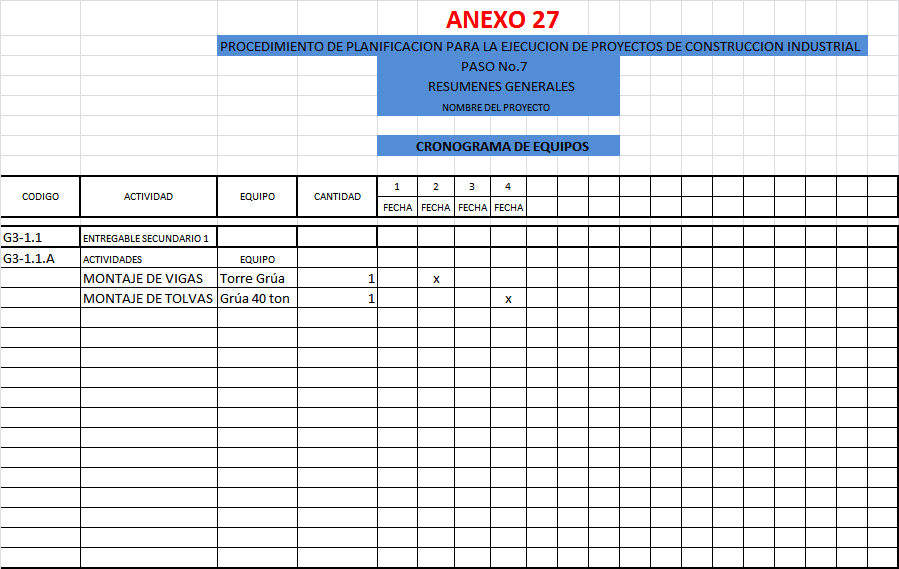 ANEXO 27
PROCEDIMIENTO DE PLANIFICACION PARA LA EJECUCION DE PROYECTOS DE CONSTRUCCION INDUSTRIAL
PASO No.7
RESUMENES GENERALES
NOMBRE DEL PROYECTO
CRONOGRAMA DE EQUIPOS
CODIGO ACTIVIDAD EQUIPO CANTIDAD 1 2 3 4
FECHA FECHA FECHA FECHA
G3-1.1 ENTREGABLE SECUNDARIO 1
G3-1.1.A ACTIVIDADES EQUIPO
MONTAJE DE VIGAS Torre Grúa 1 x
MONTAJE DE TOLVAS Grúa 40 ton 1 x